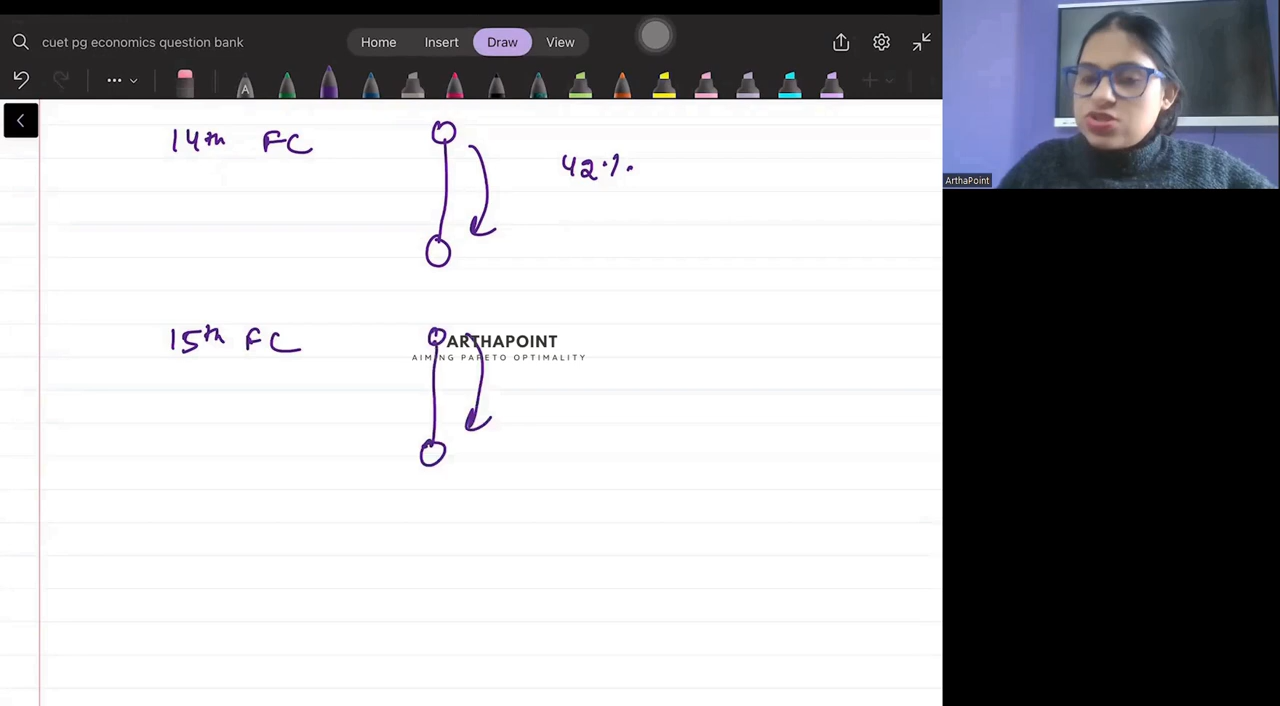 cuet pg economics question bank
Home Insert Draw View
A
14th FC
42%
15th FC
ARTHAPOINT
AIMING PARETO OPTIMALITY
ArthaPoint